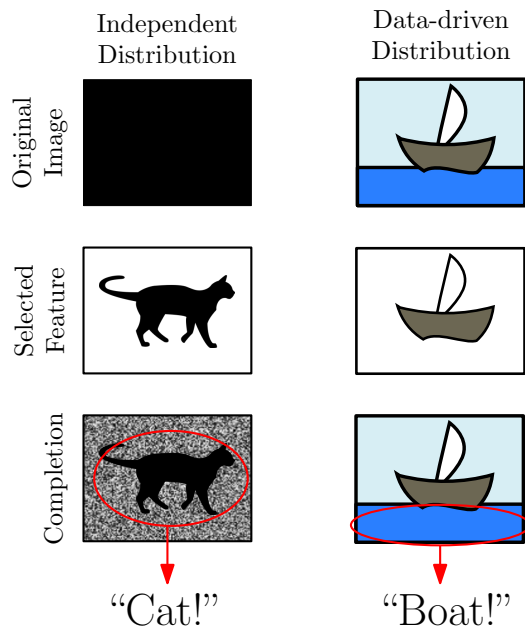 Independent
Distribution
Data-driven
Distribution
Original
Image
Selected
Feature
Completion
“Cat!”
“Boat!”